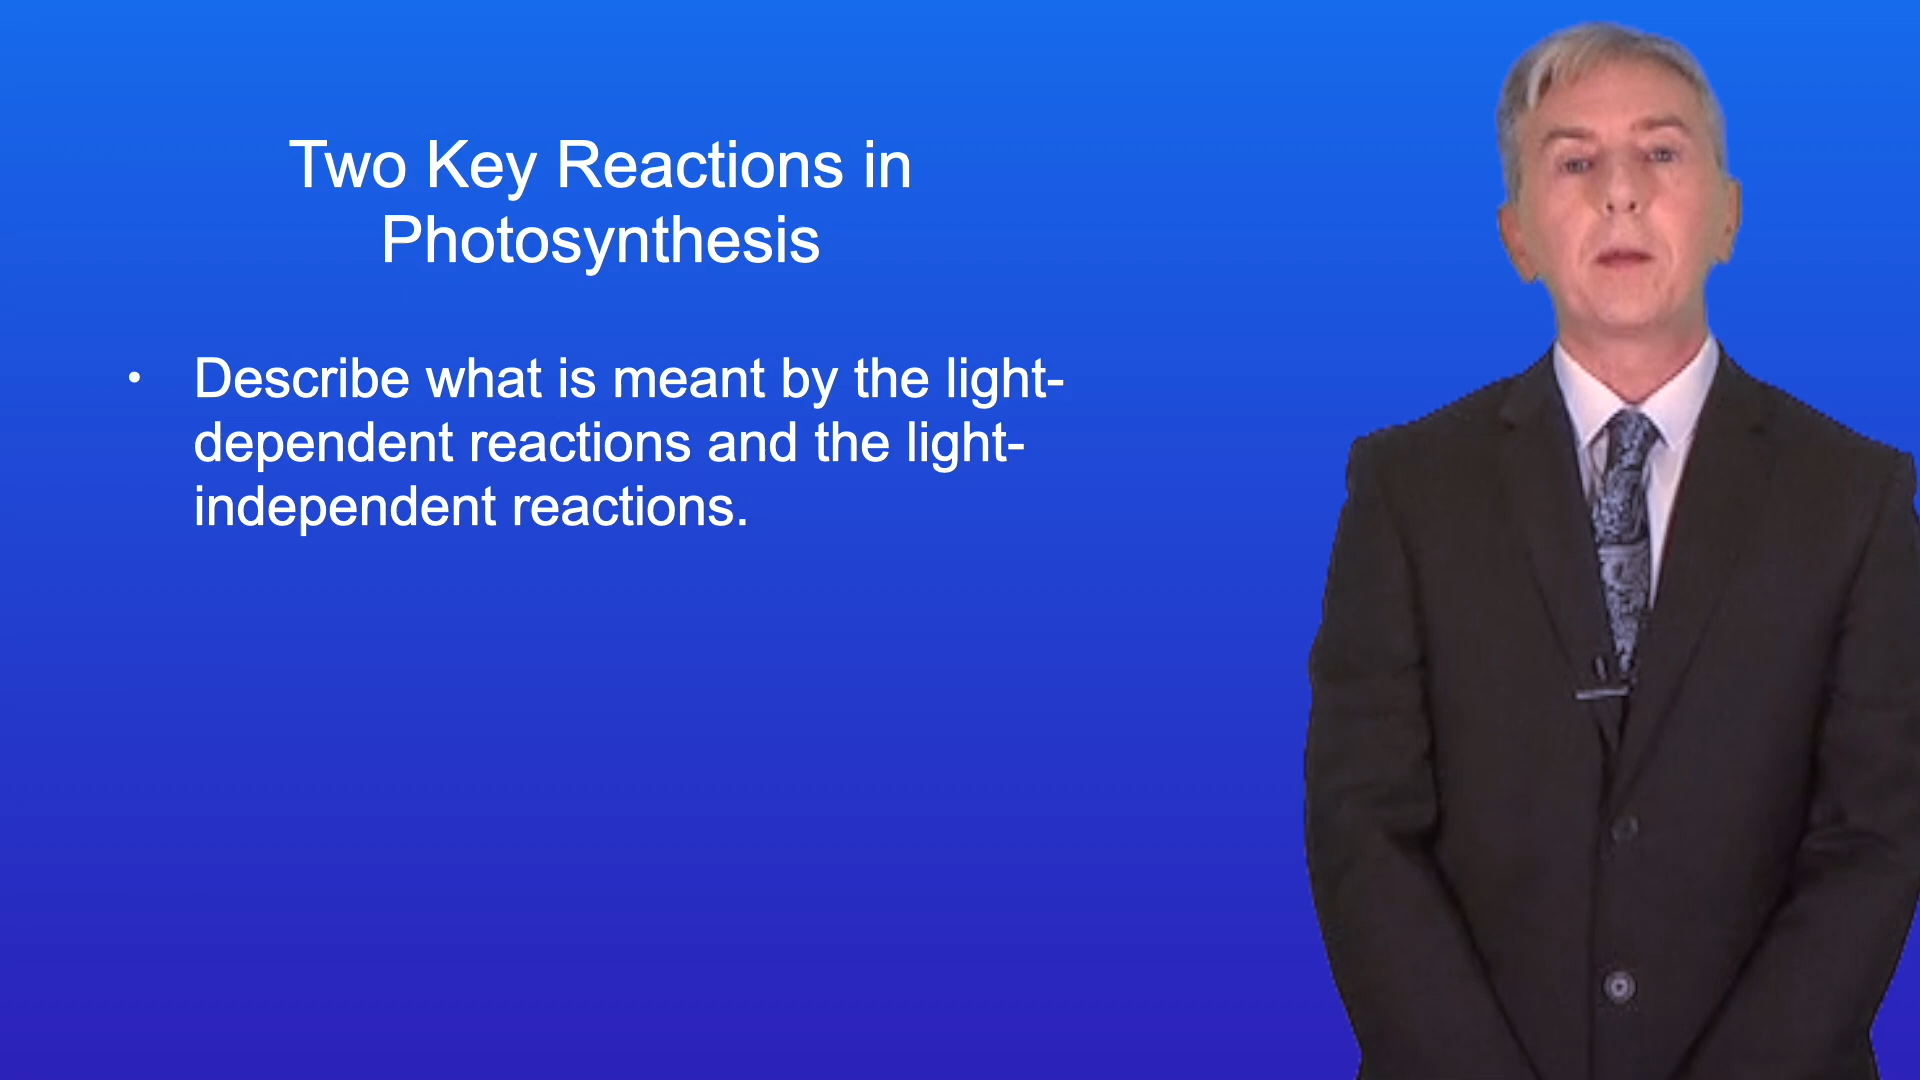 Two Key Reactions in
Photosynthesis
• Describe what is meant by the light-
dependent reactions and the light-
independent reactions.